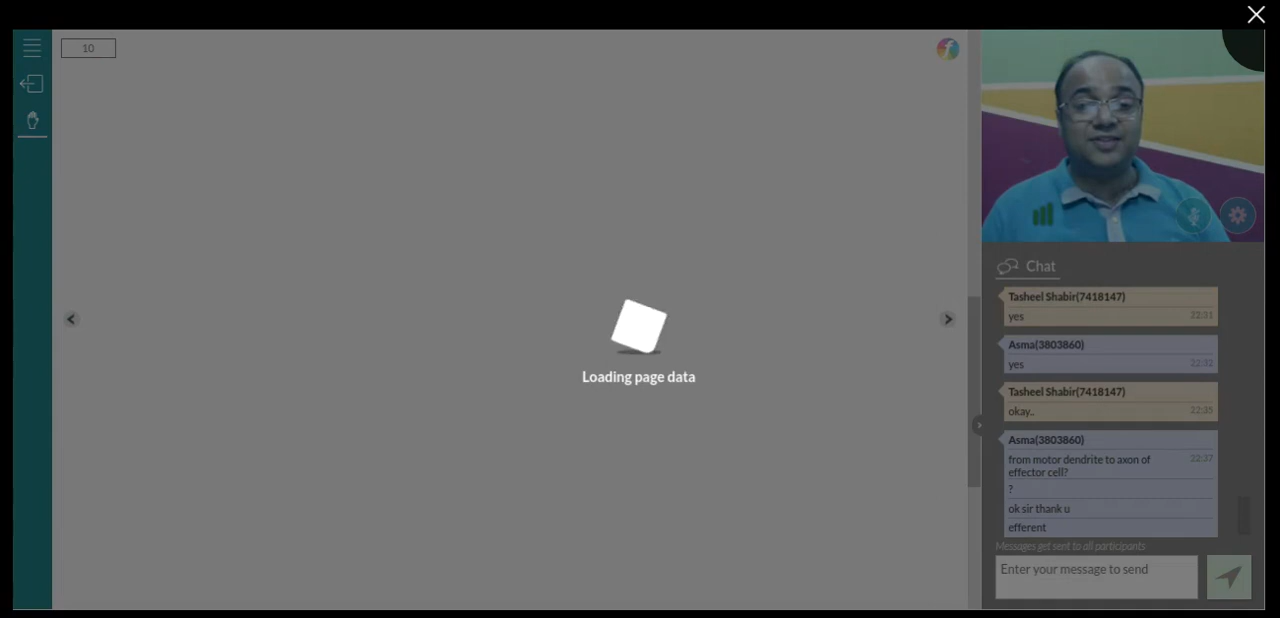 10
Chat
Tasheel Shabir(7418147)
yes 22:31
Asma(3803860)
yes 22:32
Tasheel Shabir(7418147)
okay.. 22:35
Asma(3803860)
from motor dendrite to axon of 22:37
effector cell?
?
ok sir thank u
efferent
Loading page data
Messages get sent to all participants
Enter your message to send